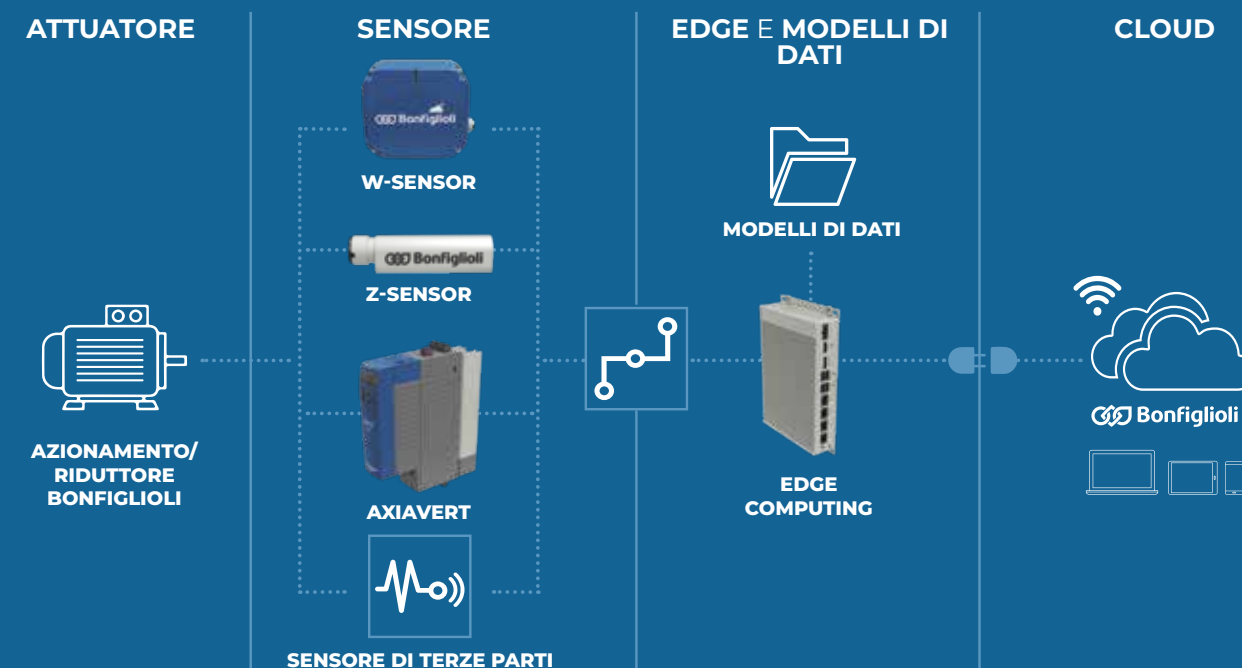 ATTUATORE
SENSORE
EDGE E MODELLI DI
DATI
CLOUD
Bonfiglioli
W-SENSOR
Bonfiglioli
Z-SENSOR
AXIAVERT
SENSORE DI TERZE PARTI
AZIONAMENTO/
RIDUTTORE
BONFIGLIOLI
MODELLI DI DATI
EDGE
COMPUTING
Bonfiglioli